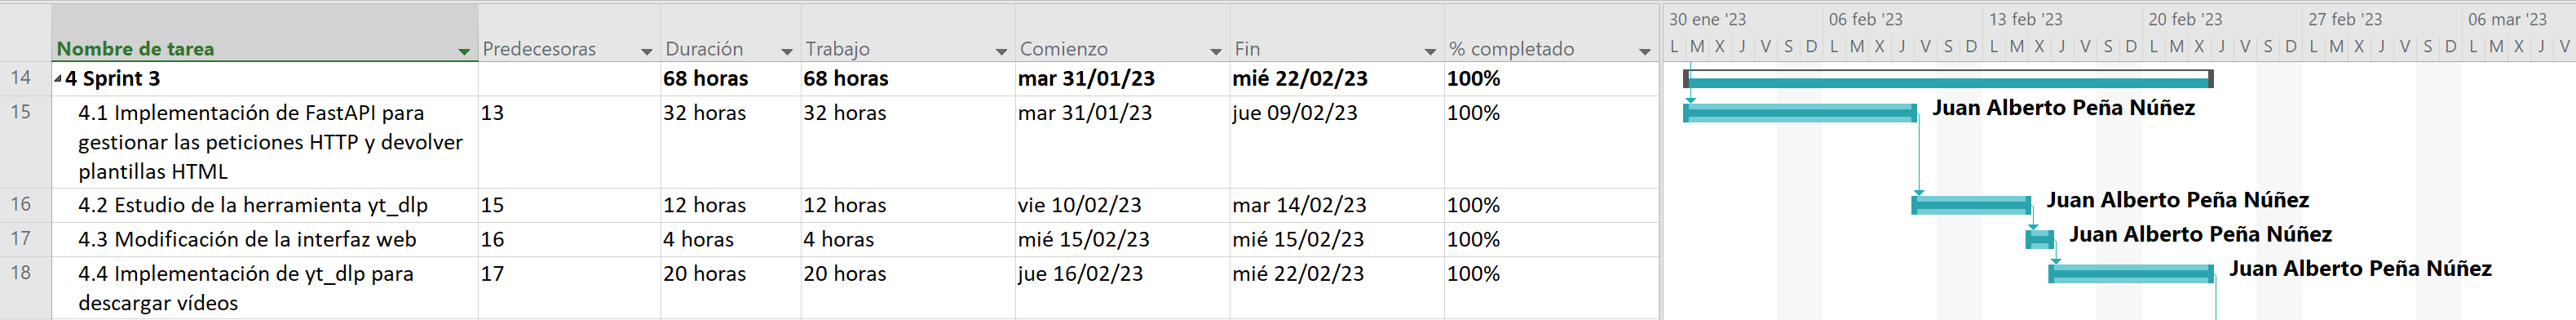 Nombre de tarea Predecesoras Duración Trabajo Comienzo Fin % completado
30 ene '23 06 feb '23 13 feb '23 20 feb '23 27 feb '23 06 mar '23
L M X J V S D L M X J V S D L M X J V S D L M X J V S D L M X J V S D L M X J V
14 4 Sprint 3 68 horas 68 horas mar 31/01/23 mié 22/02/23 100%
15 4.1 Implementación de FastAPI para 13 32 horas 32 horas mar 31/01/23 jue 09/02/23 100% Juan Alberto Peña Núñez
gestionar las peticiones HTTP y devolver
plantillas HTML
16 4.2 Estudio de la herramienta yt_dlp 15 12 horas 12 horas vie 10/02/23 mar 14/02/23 100% Juan Alberto Peña Núñez
17 4.3 Modificación de la interfaz web 16 4 horas 4 horas mié 15/02/23 mié 15/02/23 100% Juan Alberto Peña Núñez
18 4.4 Implementación de yt_dlp para 17 20 horas 20 horas jue 16/02/23 mié 22/02/23 100% Juan Alberto Peña Núñez
descargar vídeos